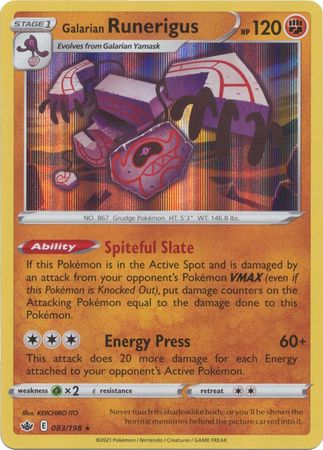 STAGE 1 Galarian Runerigus HP 120
Evolves from Galarian Yamask
NO. 867 Grudge Pokémon HT: 5'3" WT: 146.8 lbs.
Ability Spiteful Slate
If this Pokémon is in the Active Spot and is damaged by
an attack from your opponent's Pokémon VMAX (even if
this Pokémon is Knocked Out), put damage counters on
the Attacking Pokémon equal to the damage done to this
Pokémon.
Energy Press 60+
This attack does 20 more damage for each Energy
attached to your opponent's Active Pokémon.
weakness ×2 resistance retreat
Illus. KEIICHIRO ITO
E 083/198 ★
Never touch its shadowlike body, or you'll be shown the
horrific memories behind the picture carved into it.
©2021 Pokémon / Nintendo / Creatures / GAME FREAK